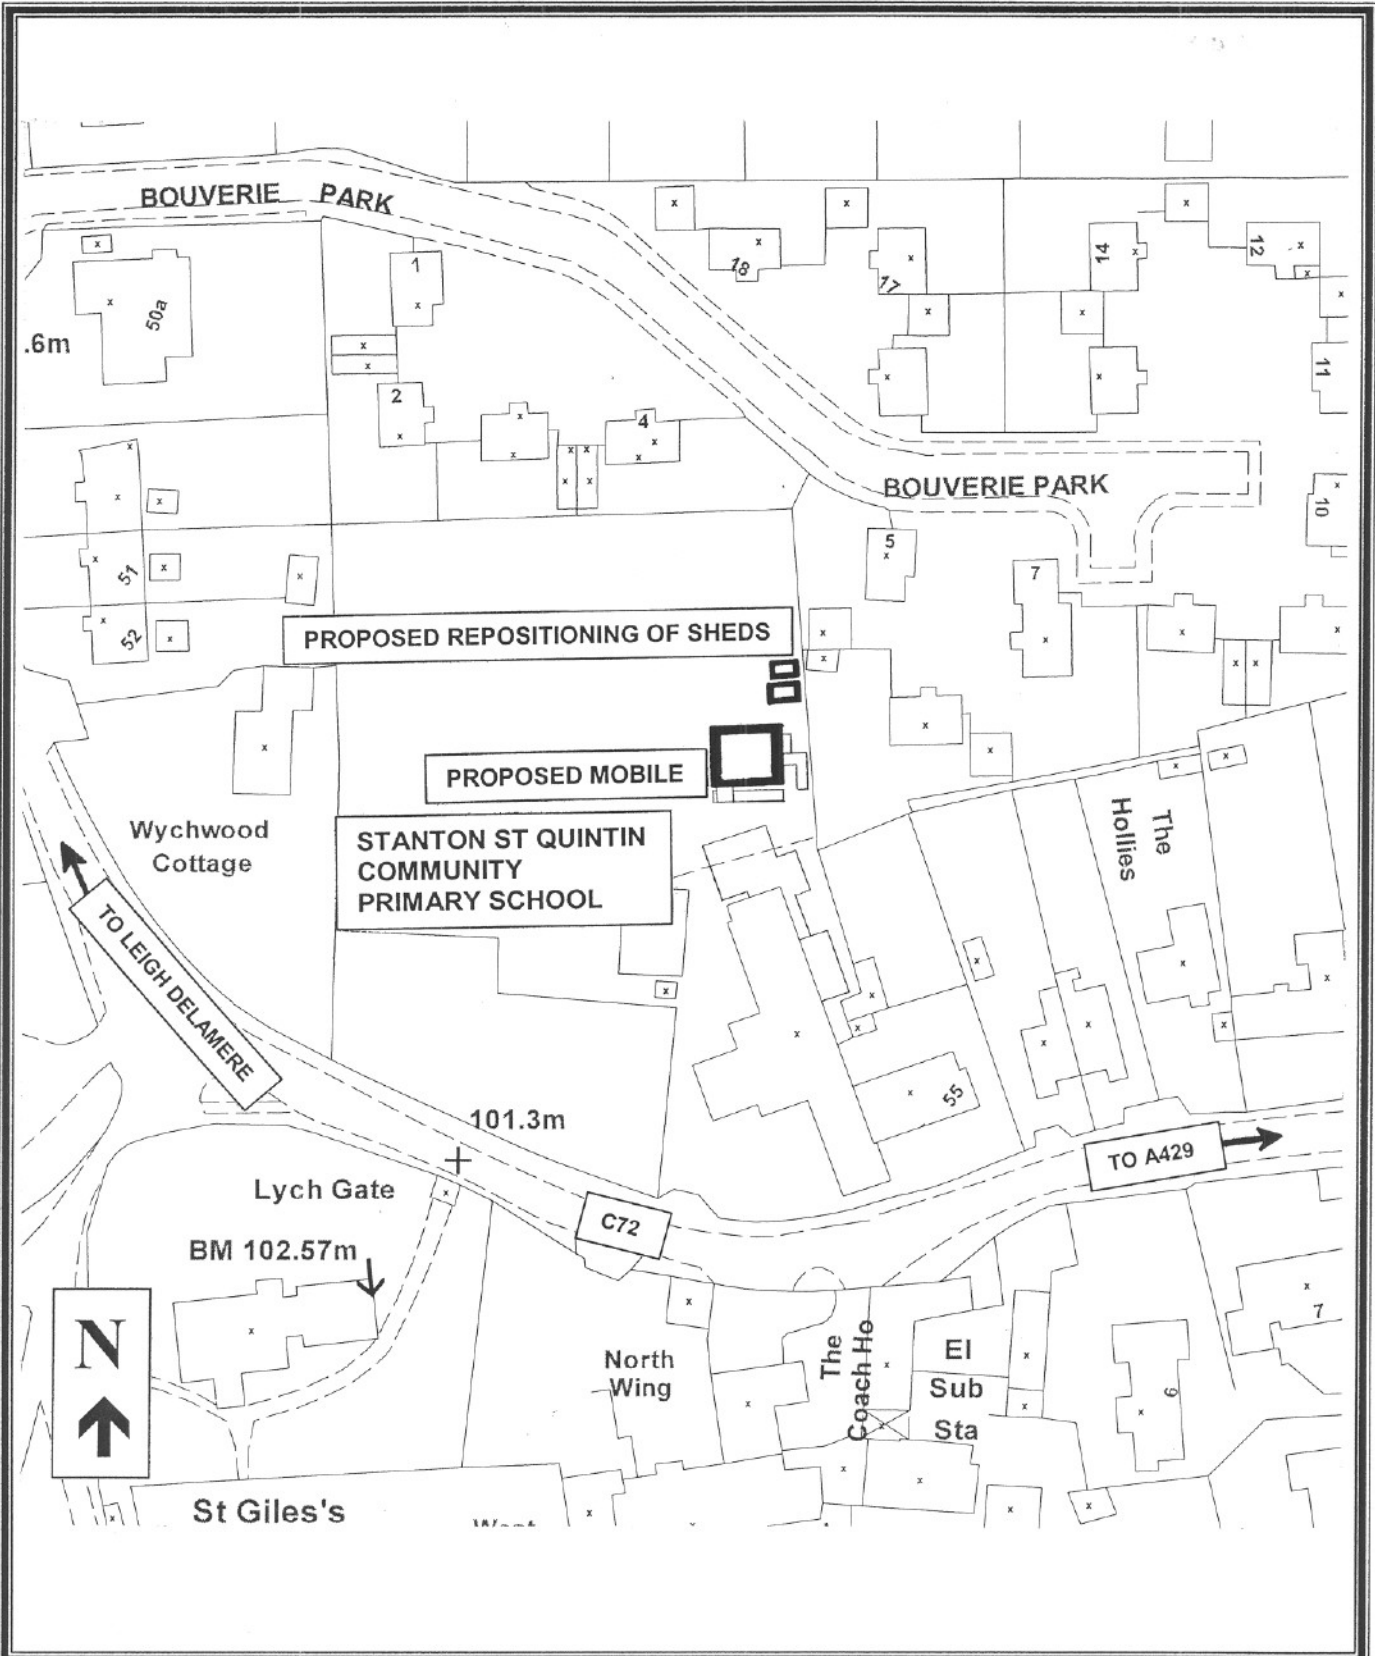 BOUVERIE PARK
18
17
14
12
1
50a
.6m
11
2
4
BOUVERIE PARK
10
5
7
51
52
PROPOSED REPOSITIONING OF SHEDS
PROPOSED MOBILE
STANTON ST QUINTIN
COMMUNITY
PRIMARY SCHOOL
Wychwood
Cottage
The
Hollies
TO LEIGH DELAMERE
55
101.3m
TO A429
Lych Gate
C72
BM 102.57m
N
North
Wing
The
Coach Ho
El
Sub
Sta
7
6
St Giles's